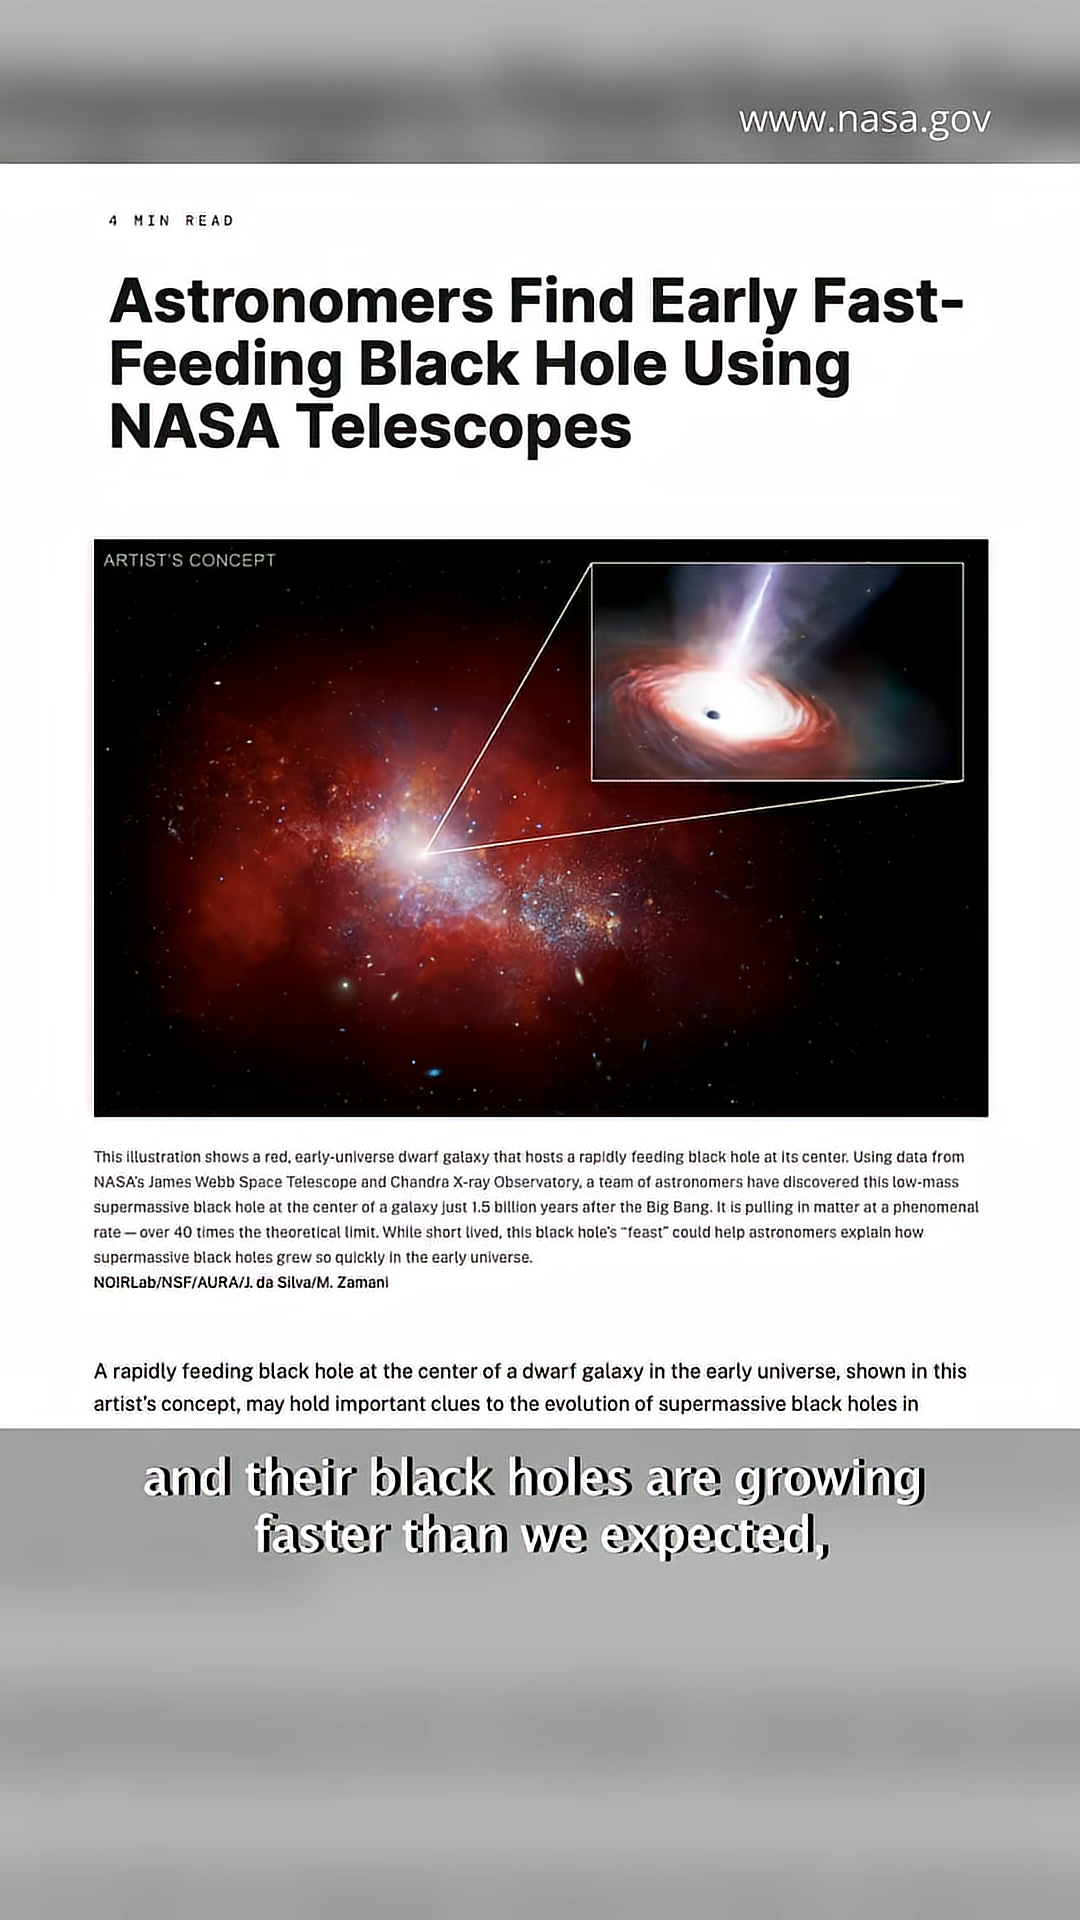 www.nasa.gov
4 MIN READ
Astronomers Find Early Fast-
Feeding Black Hole Using
NASA Telescopes
ARTIST'S CONCEPT
This illustration shows a red, early-universe dwarf galaxy that hosts a rapidly feeding black hole at its center. Using data from
NASA's James Webb Space Telescope and Chandra X-ray Observatory, a team of astronomers have discovered this low-mass
supermassive black hole at the center of a galaxy just 1.5 billion years after the Big Bang. It is pulling in matter at a phenomenal
rate — over 40 times the theoretical limit. While short lived, this black hole's "feast" could help astronomers explain how
supermassive black holes grew so quickly in the early universe.
NOIRLab/NSF/AURA/J. da Silva/M. Zamani
A rapidly feeding black hole at the center of a dwarf galaxy in the early universe, shown in this
artist's concept, may hold important clues to the evolution of supermassive black holes in
and their black holes are growing
faster than we expected,